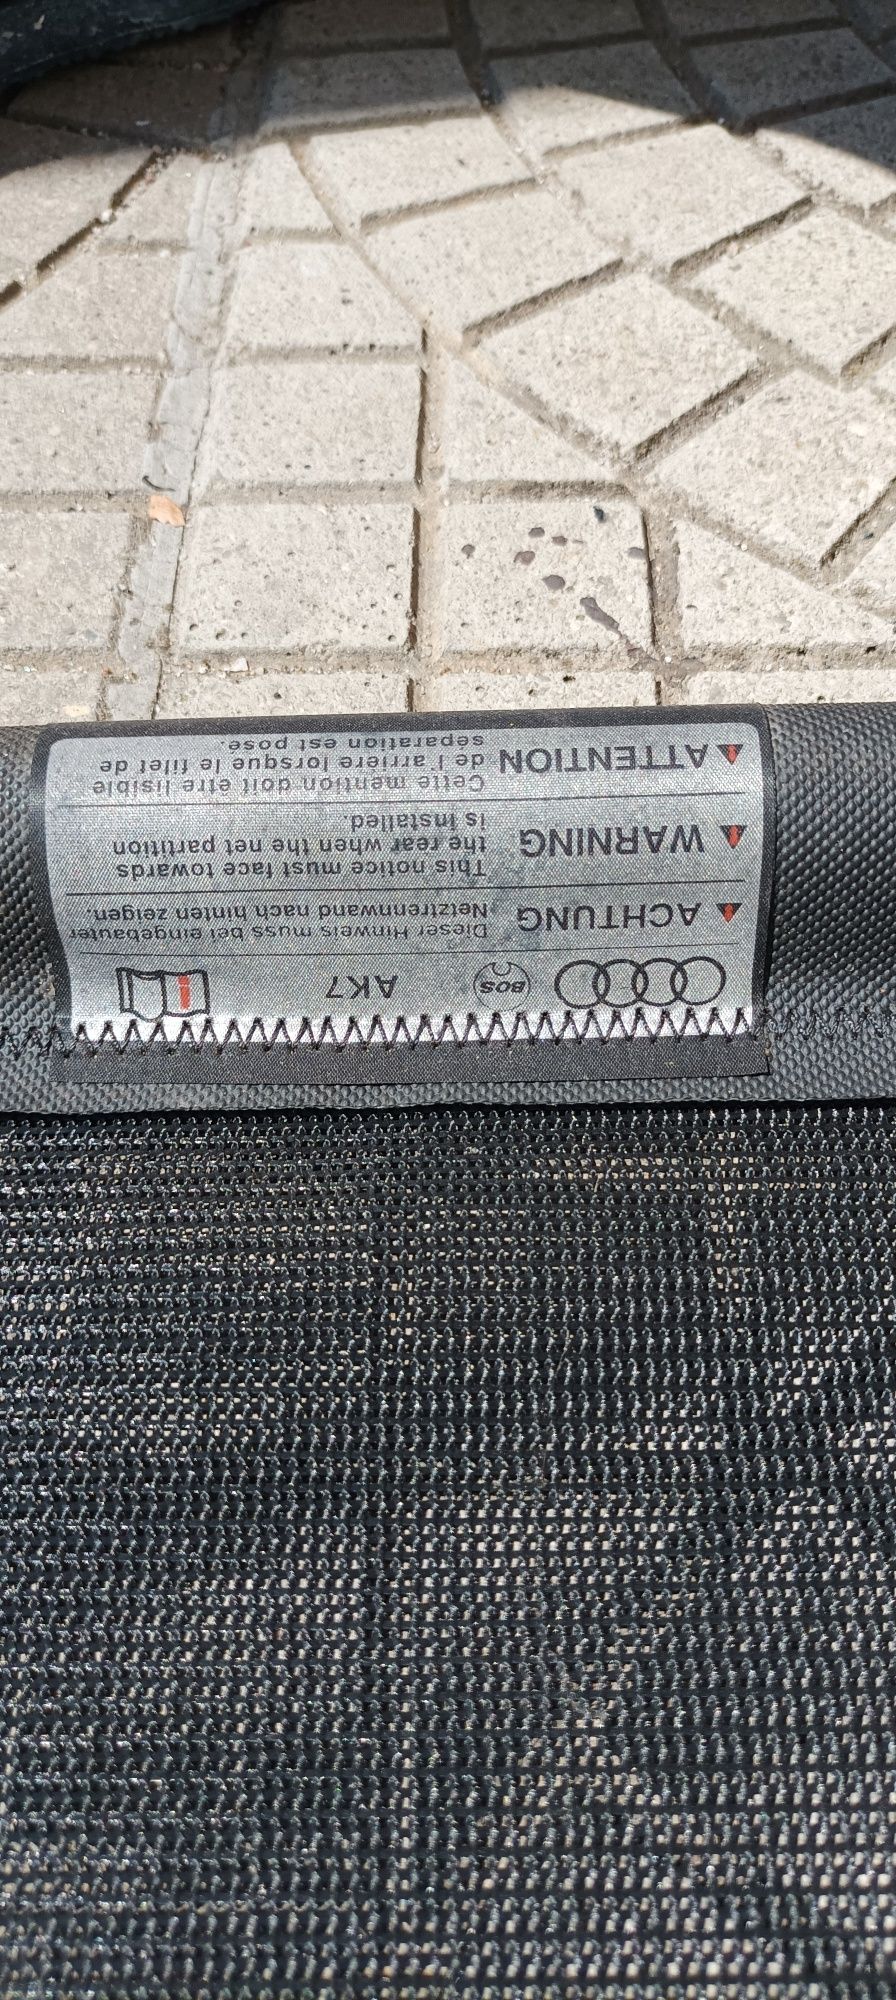 BOS AK7 i
ACHTUNG Dieser Hinweis muss bei eingebauter
Netztrennwand nach hinten zeigen.
WARNING This notice must face towards
the rear when the net partition
is installed.
ATTENTION Cette mention doit etre lisible
de l arriere lorsque le filet de
séparation est pose.